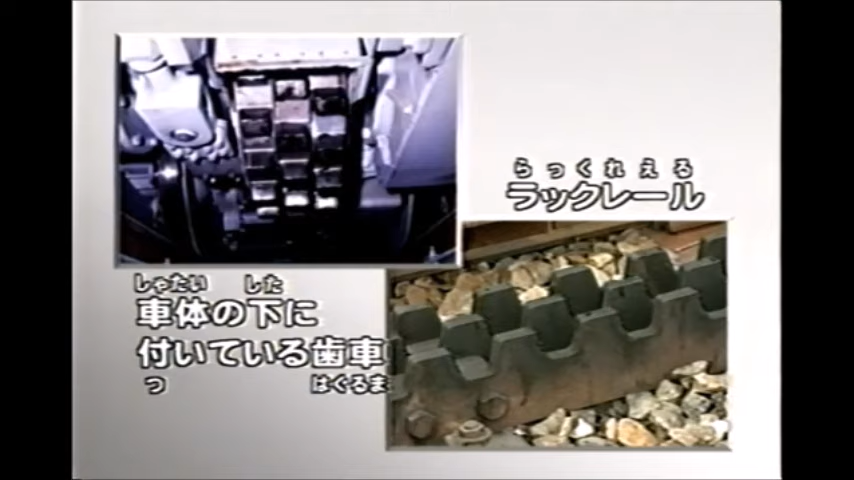 らっくれえる
ラックレール
しゃたい した
車体の下に
付いている歯車
つ はぐるま